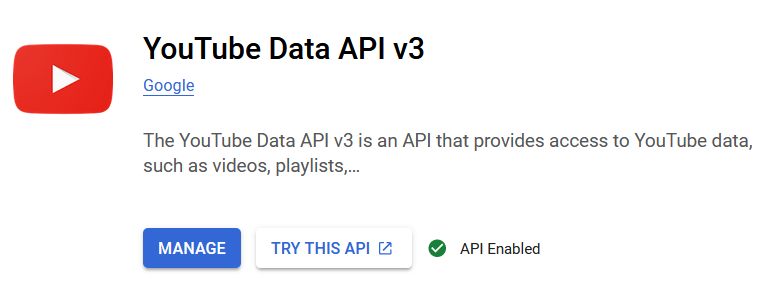 YouTube Data API v3
Google
The YouTube Data API v3 is an API that provides access to YouTube data,
such as videos, playlists,…
MANAGE
TRY THIS API
API Enabled